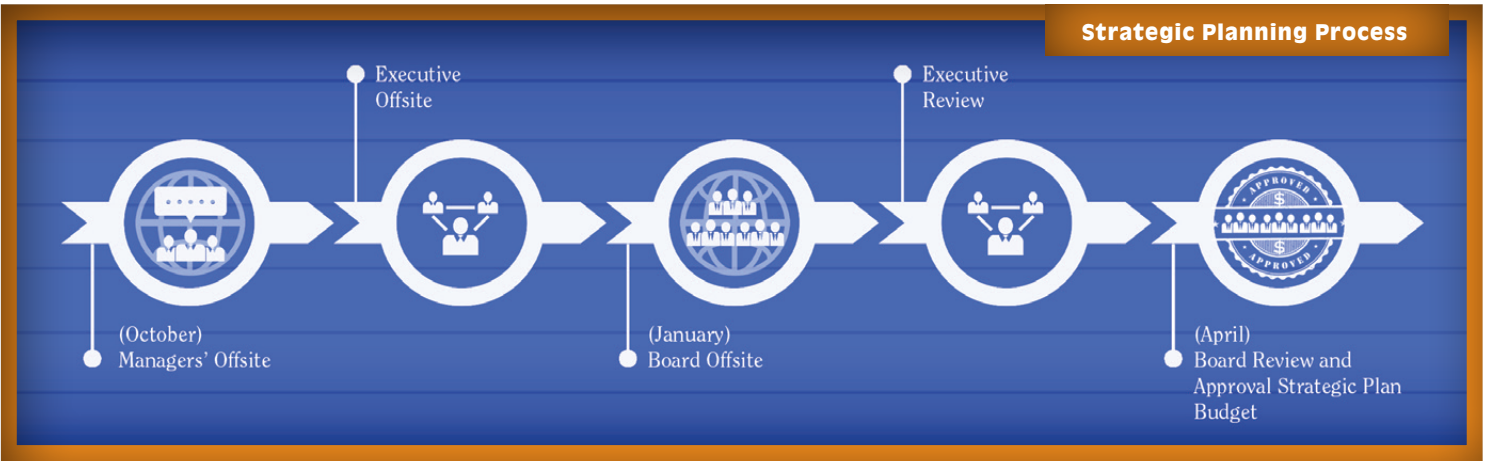 Strategic Planning Process
(October)
Managers' Offsite
Executive
Offsite
(January)
Board Offsite
Executive
Review
APPROVED
$
$
APPROVED
(April)
Board Review and
Approval Strategic Plan
Budget